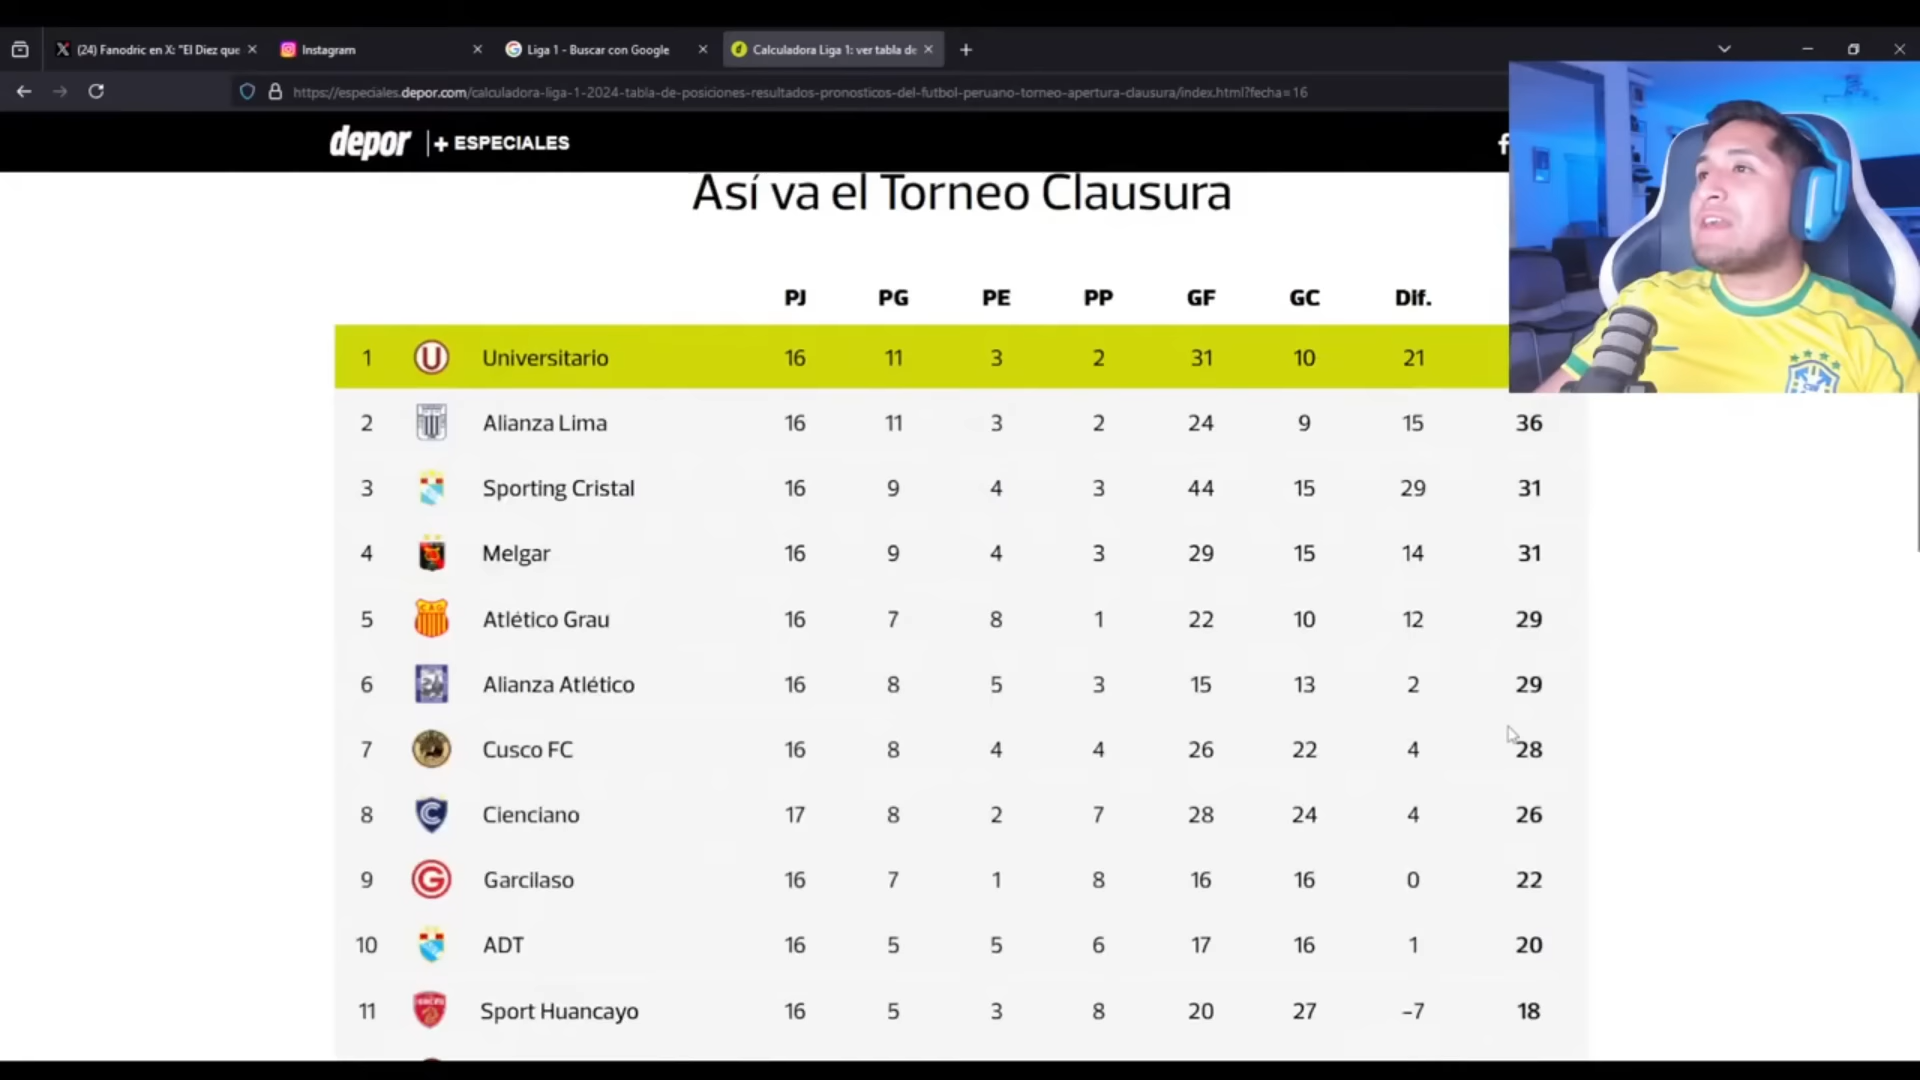 (24) Fanodric en X: "El Diez que
Instagram
Liga 1 - Buscar con Google
Calculadora Liga 1: ver tabla de
https://especiales.depor.com/calculadora-liga-1-2024-tabla-de-posiciones-resultados-pronosticos-del-futbol-peruano-torneo-apertura-clausura/index.html?fecha=16
depor | + ESPECIALES
Así va el Torneo Clausura
PJ PG PE PP GF GC Dif.
1 Universitario 16 11 3 2 31 10 21
2 Alianza Lima 16 11 3 2 24 9 15 36
3 Sporting Cristal 16 9 4 3 44 15 29 31
4 Melgar 16 9 4 3 29 15 14 31
5 Atlético Grau 16 7 8 1 22 10 12 29
6 Alianza Atlético 16 8 5 3 15 13 2 29
7 Cusco FC 16 8 4 4 26 22 4 28
8 Cienciano 17 8 2 7 28 24 4 26
9 Garcilaso 16 7 1 8 16 16 0 22
10 ADT 16 5 5 6 17 16 1 20
11 Sport Huancayo 16 5 3 8 20 27 -7 18